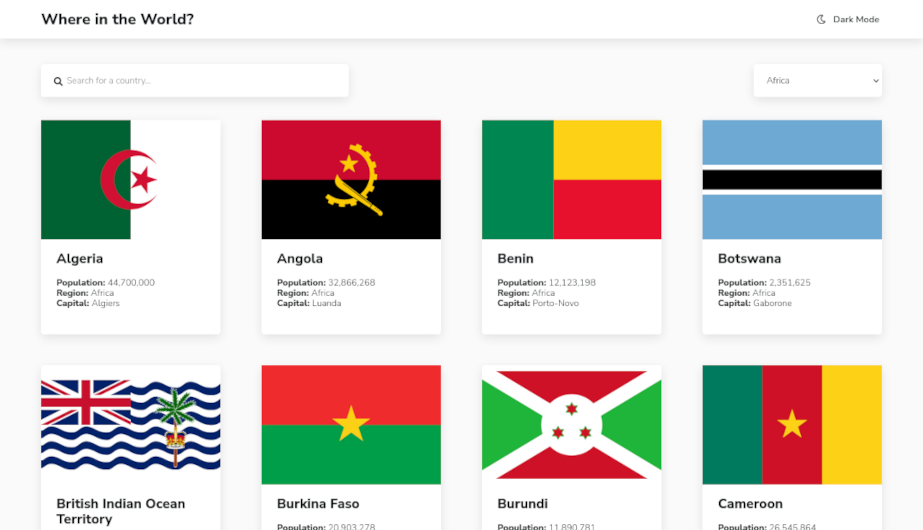 Where in the World?
Dark Mode
Search for a country...
Africa
Algeria
Population: 44,700,000
Region: Africa
Capital: Algiers
Angola
Population: 32,866,268
Region: Africa
Capital: Luanda
Benin
Population: 12,123,198
Region: Africa
Capital: Porto-Novo
Botswana
Population: 2,351,625
Region: Africa
Capital: Gaborone
British Indian Ocean
Territory
Burkina Faso
Population: 20,903,278
Burundi
Population: 11,890,781
Cameroon
Population: 26,545,864